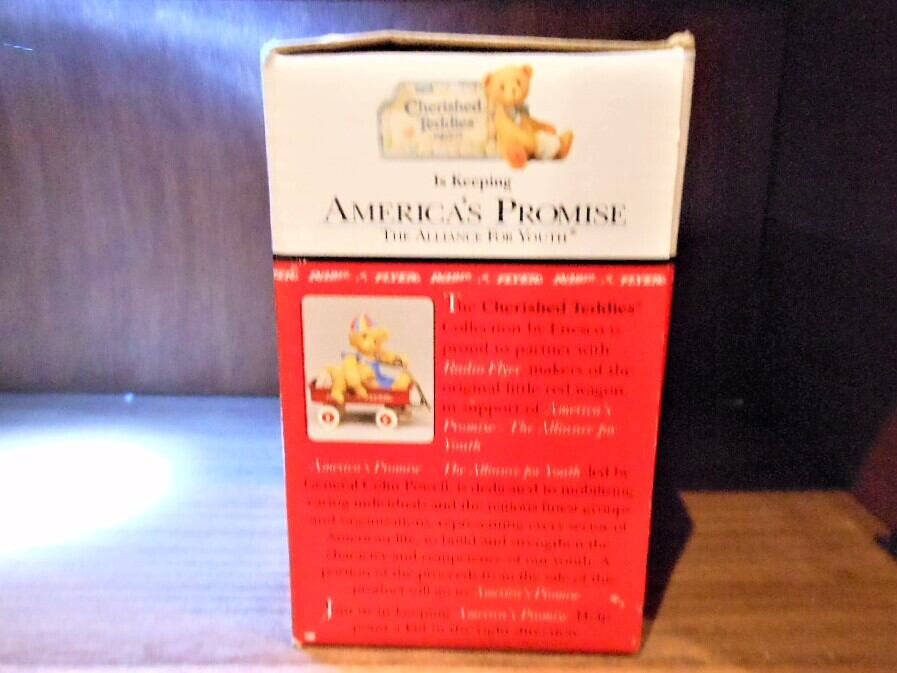 Cherished
Teddies
Is Keeping
AMERICA'S PROMISE
THE ALLIANCE FOR YOUTH®
RADIO FLYER RADIO FLYER RADIO FLYER
The Cherished Teddies®
Collection by Enesco is
proud to partner with
Radio Flyer makers of the
original little red wagon,
in support of America's
Promise - The Alliance for
Youth
America's Promise - The Alliance for Youth, led by
General Colin Powell, is dedicated to mobilizing
caring individuals and the nation's finest groups
and organizations, representing every sector of
American life, to build and strengthen the
character and competence of our youth. A
portion of the proceeds from the sale of this
product will go to America's Promise
Join us in keeping America's Promise. Help
point a kid in the right direction.